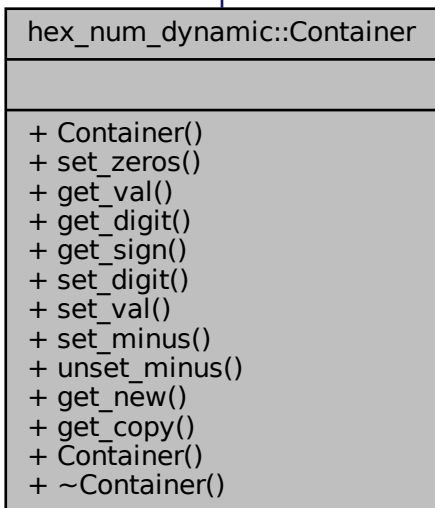 hex_num_dynamic::Container
+ Container()
+ set_zeros()
+ get_val()
+ get_digit()
+ get_sign()
+ set_digit()
+ set_val()
+ set_minus()
+ unset_minus()
+ get_new()
+ get_copy()
+ Container()
+ ~Container()